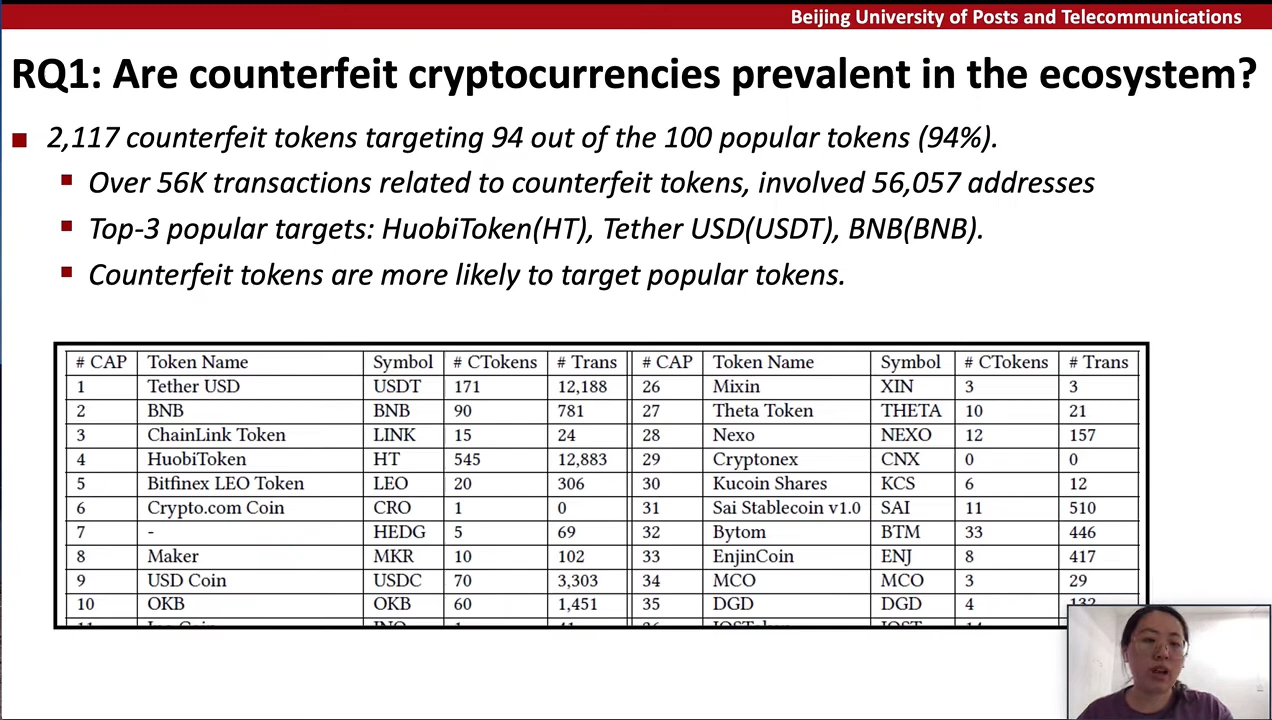 Beijing University of Posts and Telecommunications
RQ1: Are counterfeit cryptocurrencies prevalent in the ecosystem?
2,117 counterfeit tokens targeting 94 out of the 100 popular tokens (94%).
Over 56K transactions related to counterfeit tokens, involved 56,057 addresses
Top-3 popular targets: HuobiToken(HT), Tether USD(USDT), BNB(BNB).
Counterfeit tokens are more likely to target popular tokens.
# CAP Token Name Symbol # CTokens # Trans # CAP Token Name Symbol # CTokens # Trans
1 Tether USD USDT 171 12,188 26 Mixin XIN 3 3
2 BNB BNB 90 781 27 Theta Token THETA 10 21
3 ChainLink Token LINK 15 24 28 Nexo NEXO 12 157
4 HuobiToken HT 545 12,883 29 Cryptonex CNX 0 0
5 Bitfinex LEO Token LEO 20 306 30 Kucoin Shares KCS 6 12
6 Crypto.com Coin CRO 1 0 31 Sai Stablecoin v1.0 SAI 11 510
7 - HEDG 5 69 32 Bytom BTM 33 446
8 Maker MKR 10 102 33 EnjinCoin ENJ 8 417
9 USD Coin USDC 70 3,303 34 MCO MCO 3 29
10 OKB OKB 60 1,451 35 DGD DGD 4